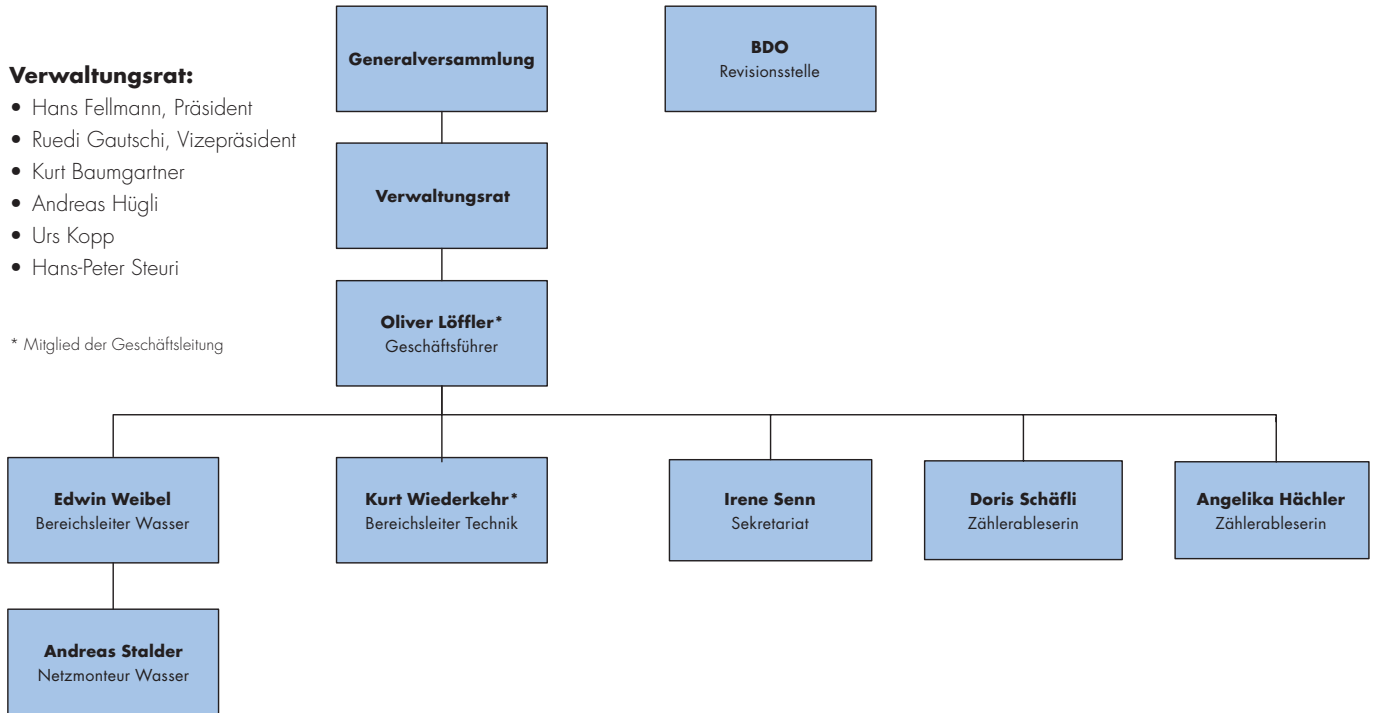 Verwaltungsrat:
• Hans Fellmann, Präsident
• Ruedi Gautschi, Vizepräsident
• Kurt Baumgartner
• Andreas Hügli
• Urs Kopp
• Hans-Peter Steuri
* Mitglied der Geschäftsleitung
Generalversammlung
BDO
Revisionsstelle
Verwaltungsrat
Oliver Löffler*
Geschäftsführer
Edwin Weibel
Bereichsleiter Wasser
Kurt Wiederkehr*
Bereichsleiter Technik
Irene Senn
Sekretariat
Doris Schäfli
Zählerableserin
Angelika Hächler
Zählerableserin
Andreas Stalder
Netzmonteur Wasser